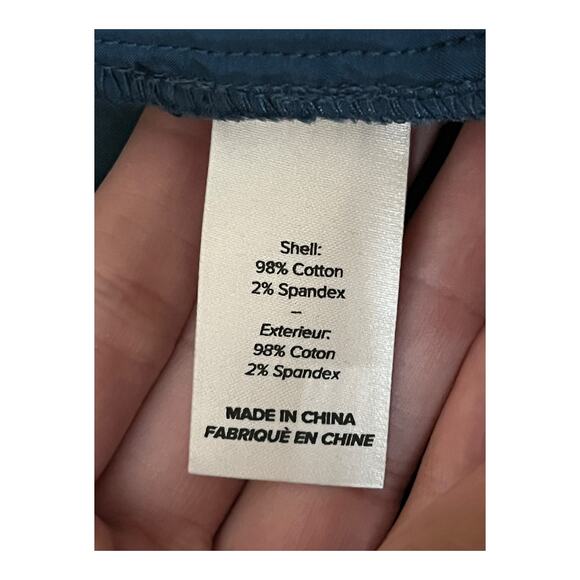 Shell:
98% Cotton
2% Spandex
–
Exterieur:
98% Coton
2% Spandex
MADE IN CHINA
FABRIQUÈ EN CHINE